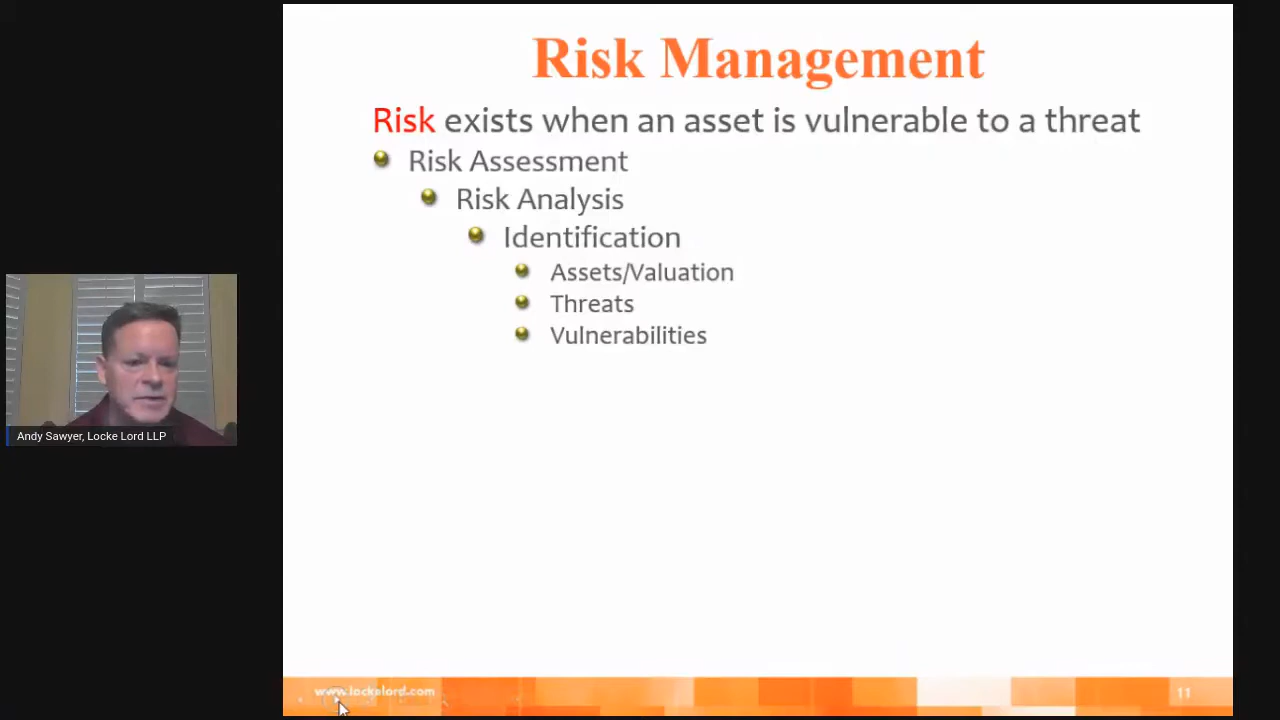 Risk Management
Risk exists when an asset is vulnerable to a threat
Risk Assessment
Risk Analysis
Identification
Assets/Valuation
Threats
Vulnerabilities
Andy Sawyer, Locke Lord LLP
www.lockelord.com
11